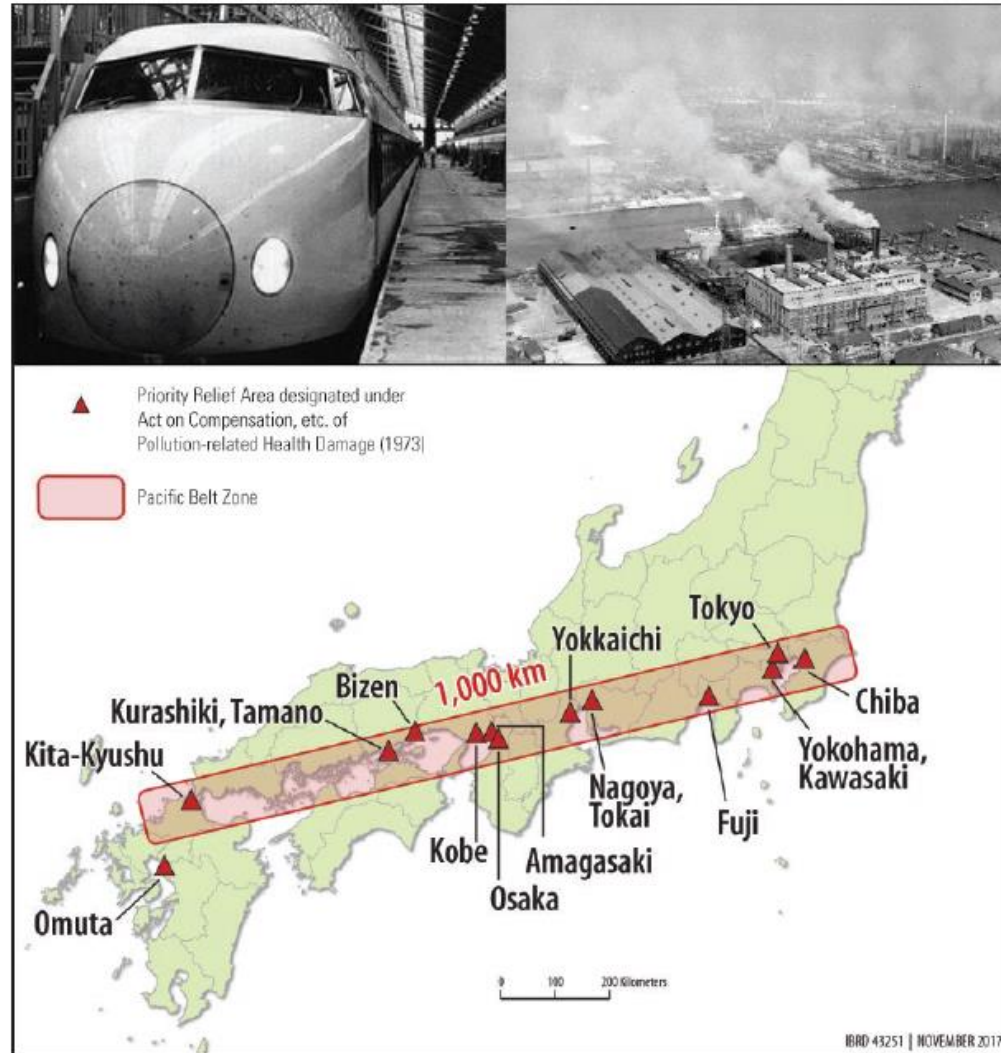 Priority Relief Area designated under
Act on Compensation, etc. of
Pollution-related Health Damage (1973)
Pacific Belt Zone
Tokyo
Yokkaichi
1,000 km
Bizen
Kurashiki, Tamano
Kita-Kyushu
Chiba
Yokohama,
Kawasaki
Nagoya,
Tokai
Fuji
Kobe
Amagasaki
Osaka
Omuta
0 100 200 Kilometers
IBRD 43251 | NOVEMBER 2017